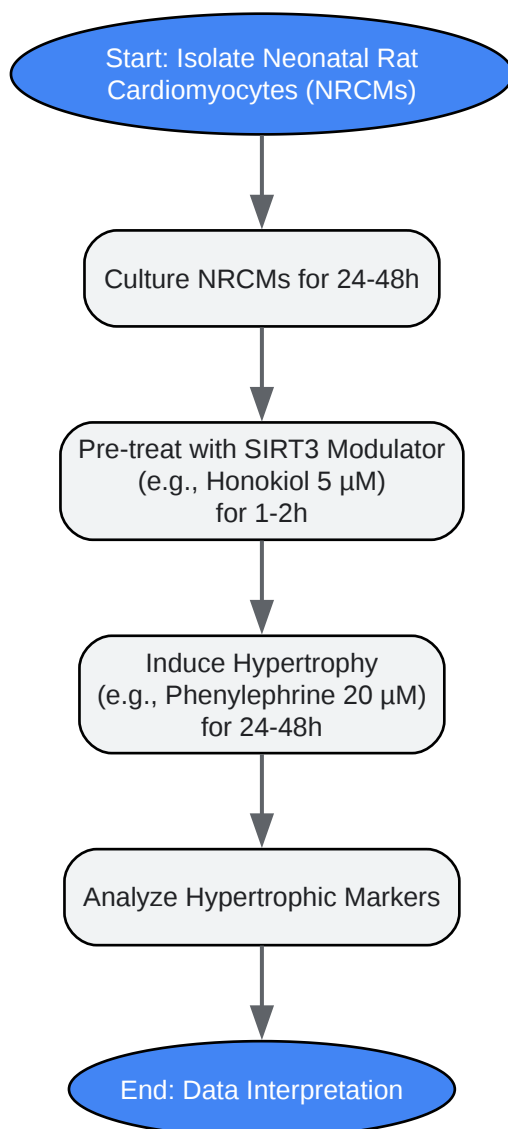 Start: Isolate Neonatal Rat
Cardiomyocytes (NRCMs)
Culture NRCMs for 24-48h
Pre-treat with SIRT3 Modulator
(e.g., Honokiol 5 µM)
for 1-2h
Induce Hypertrophy
(e.g., Phenylephrine 20 µM)
for 24-48h
Analyze Hypertrophic Markers
End: Data Interpretation